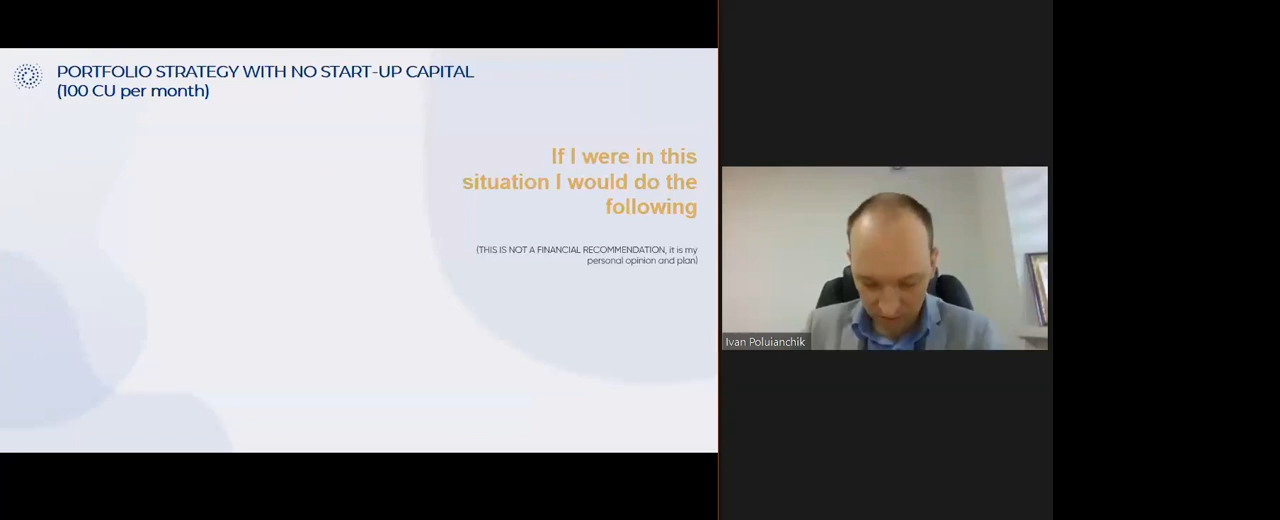 PORTFOLIO STRATEGY WITH NO START-UP CAPITAL
(100 CU per month)
If I were in this
situation I would do the
following
(THIS IS NOT A FINANCIAL RECOMMENDATION, it is my
personal opinion and plan)
Ivan Poluianchik